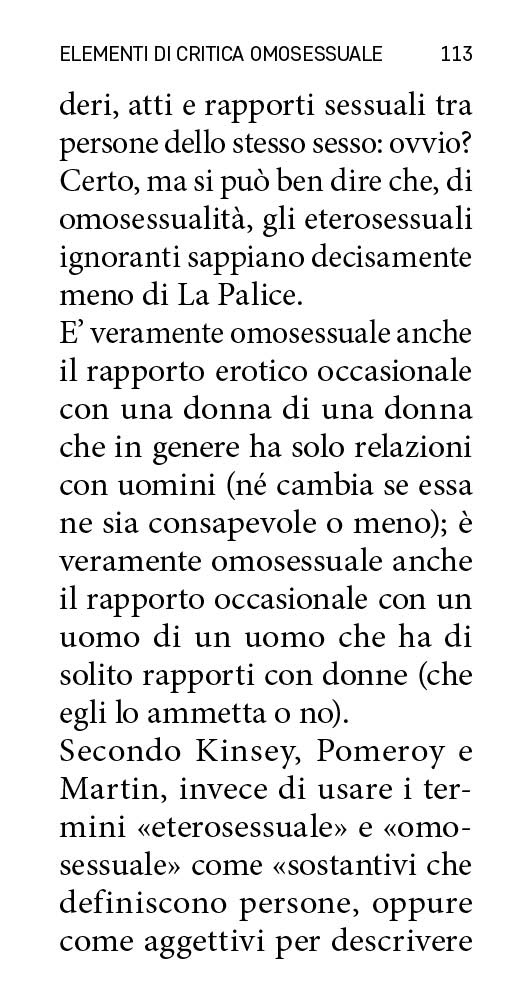 ELEMENTI DI CRITICA OMOSESSUALE 113
deri, atti e rapporti sessuali tra
persone dello stesso sesso: ovvio?
Certo, ma si può ben dire che, di
omosessualità, gli eterosessuali
ignoranti sappiano decisamente
meno di La Palice.
E’ veramente omosessuale anche
il rapporto erotico occasionale
con una donna di una donna
che in genere ha solo relazioni
con uomini (né cambia se essa
ne sia consapevole o meno); è
veramente omosessuale anche
il rapporto occasionale con un
uomo di un uomo che ha di
solito rapporti con donne (che
egli lo ammetta o no).
Secondo Kinsey, Pomeroy e
Martin, invece di usare i ter-
mini «eterosessuale» e «omo-
sessuale» come «sostantivi che
definiscono persone, oppure
come aggettivi per descrivere